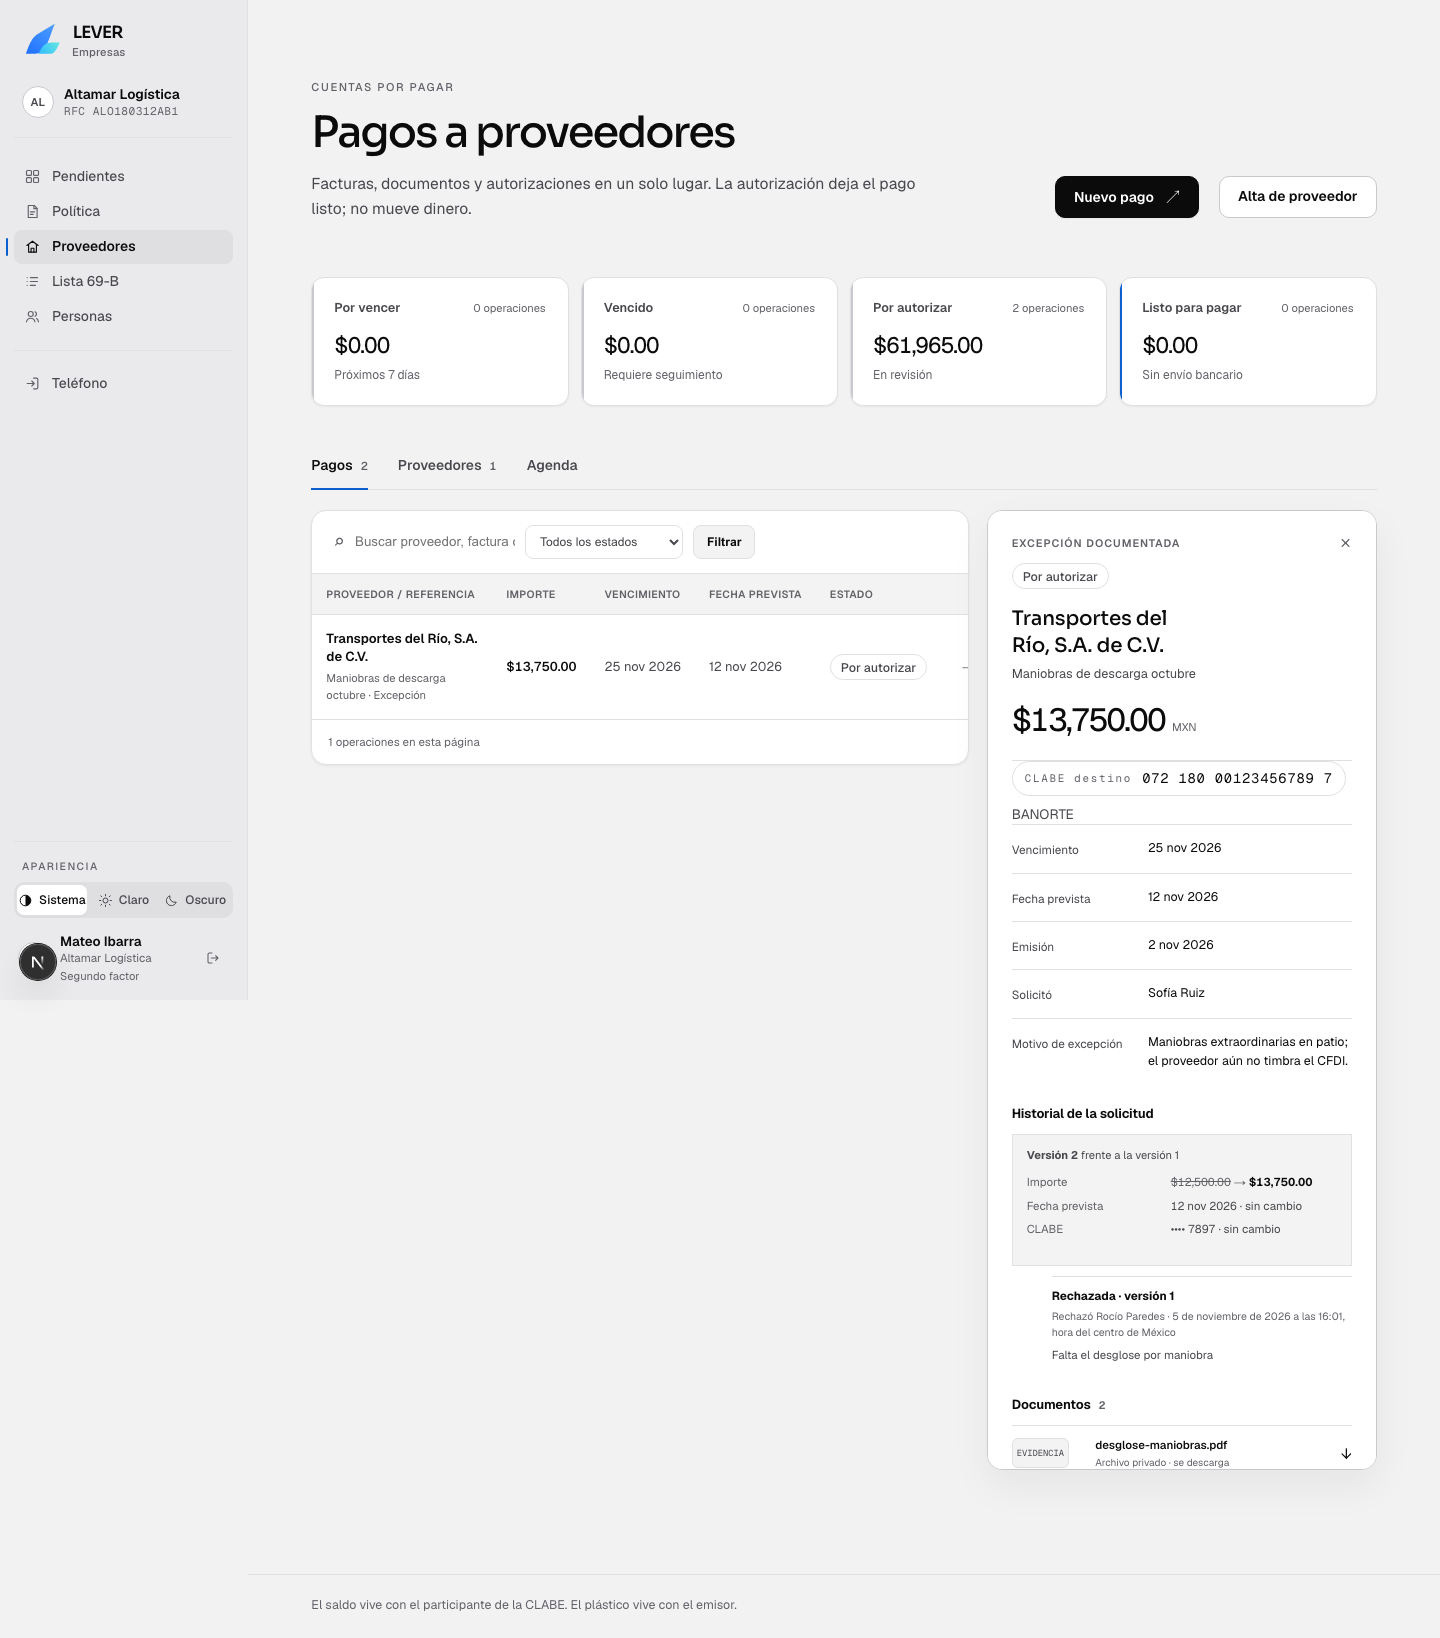 LEVER
Empresas
AL
Altamar Logística
RFC ALO180312AB1
Pendientes
Política
Proveedores
Lista 69-B
Personas
Teléfono
APARIENCIA
Sistema
Claro
Oscuro
N
Mateo Ibarra
Altamar Logística
Segundo factor
CUENTAS POR PAGAR
Pagos a proveedores
Facturas, documentos y autorizaciones en un solo lugar. La autorización deja el pago
listo; no mueve dinero.
Nuevo pago
Alta de proveedor
Por vencer
0 operaciones
$0.00
Próximos 7 días
Vencido
0 operaciones
$0.00
Requiere seguimiento
Por autorizar
2 operaciones
$61,965.00
En revisión
Listo para pagar
0 operaciones
$0.00
Sin envío bancario
Pagos 2
Proveedores 1
Agenda
Buscar proveedor, factura
Todos los estados
Filtrar
PROVEEDOR / REFERENCIA
IMPORTE
VENCIMIENTO
FECHA PREVISTA
ESTADO
Transportes del Río, S.A.
de C.V.
Maniobras de descarga
octubre · Excepción
$13,750.00
25 nov 2026
12 nov 2026
Por autorizar
1 operaciones en esta página
EXCEPCIÓN DOCUMENTADA
Por autorizar
Transportes del
Río, S.A. de C.V.
Maniobras de descarga octubre
$13,750.00 MXN
CLABE destino 072 180 00123456789 7
BANORTE
Vencimiento
25 nov 2026
Fecha prevista
12 nov 2026
Emisión
2 nov 2026
Solicitó
Sofía Ruiz
Motivo de excepción
Maniobras extraordinarias en patio;
el proveedor aún no timbra el CFDI.
Historial de la solicitud
Versión 2 frente a la versión 1
Importe
$12,500.00 → $13,750.00
Fecha prevista
12 nov 2026 · sin cambio
CLABE
•••• 7897 · sin cambio
Rechazada · versión 1
Rechazó Rocío Paredes · 5 de noviembre de 2026 a las 16:01,
hora del centro de México
Falta el desglose por maniobra
Documentos 2
EVIDENCIA
desglose-maniobras.pdf
Archivo privado · se descarga
El saldo vive con el participante de la CLABE. El plástico vive con el emisor.